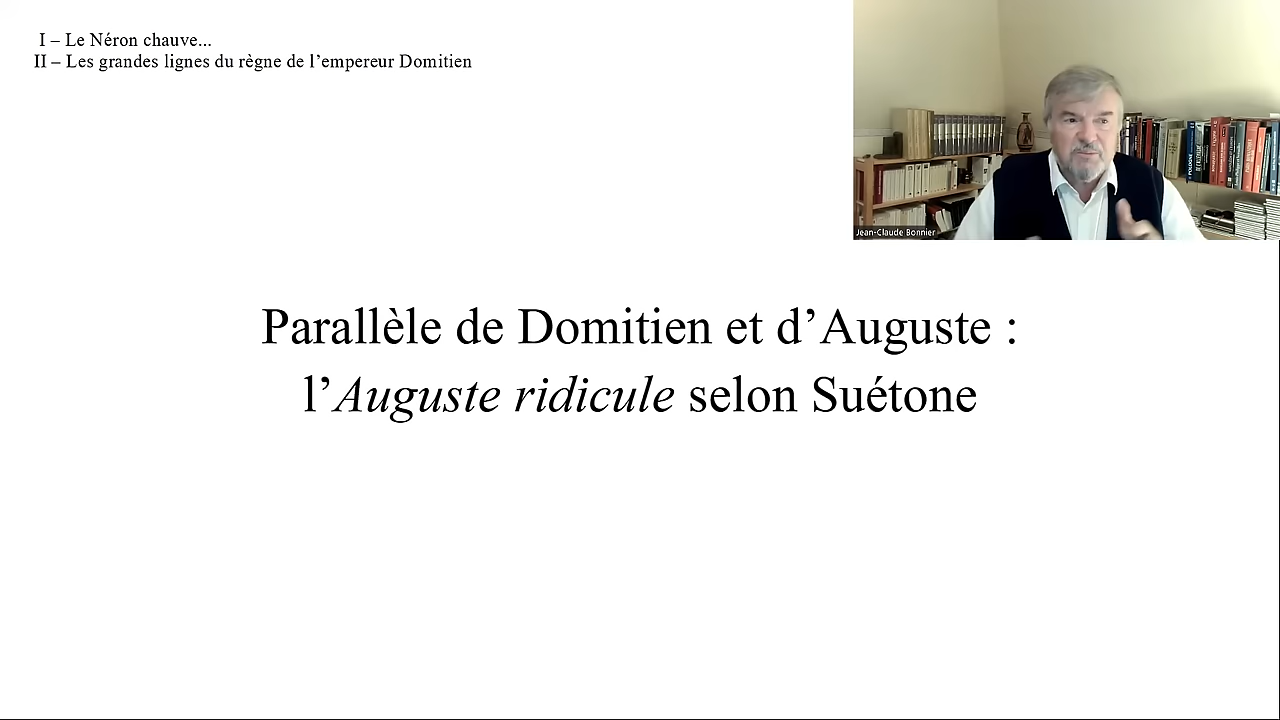 I – Le Néron chauve...
II – Les grandes lignes du règne de l’empereur Domitien
Jean-Claude Bonnier
Parallèle de Domitien et d’Auguste :
l’Auguste ridicule selon Suétone